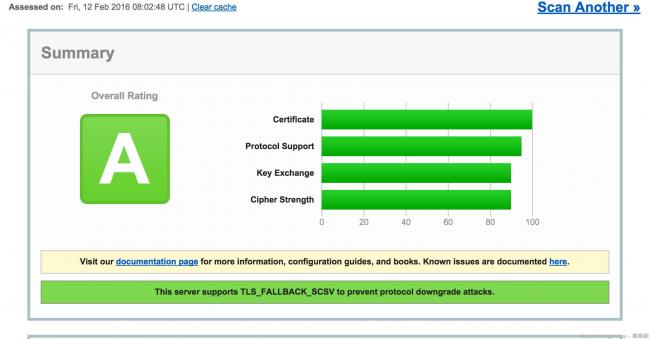 Assessed on: Fri, 12 Feb 2016 08:02:48 UTC | Clear cache
Scan Another »
Summary
Overall Rating
A
Certificate
Protocol Support
Key Exchange
Cipher Strength
0 20 40 60 80 100
Visit our documentation page for more information, configuration guides, and books. Known issues are documented here.
This server supports TLS_FALLBACK_SCSV to prevent protocol downgrade attacks.